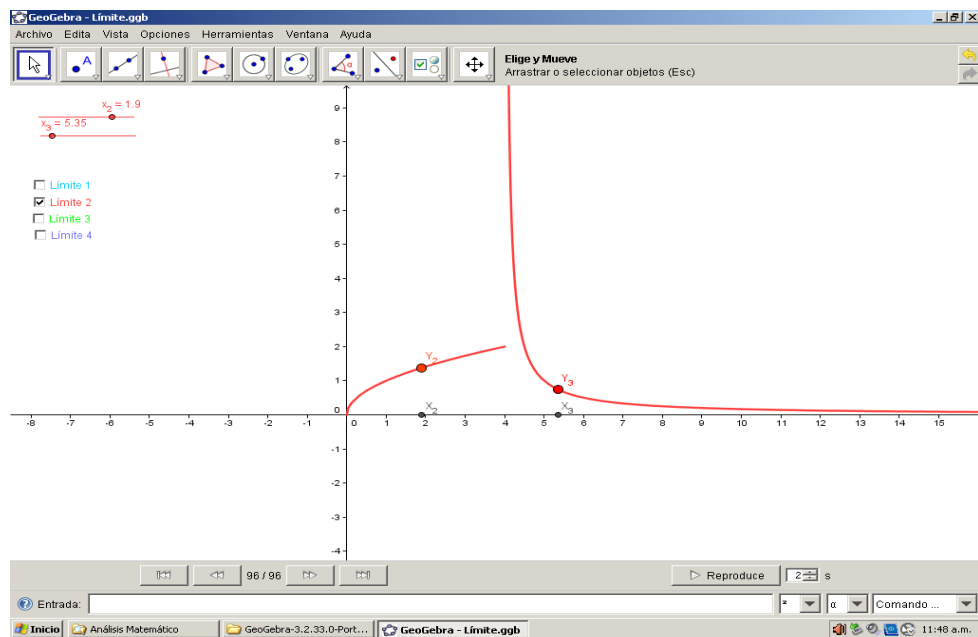 GeoGebra - Límite.ggb
Archivo Edita Vista Opciones Herramientas Ventana Ayuda
A
α
Elige y Mueve
Arrastrar o seleccionar objetos (Esc)
x2 = 1.9
x3 = 5.35
Límite 1
Límite 2
Límite 3
Límite 4
9
8
7
6
5
4
3
2
1
0
-1
-2
-3
-4
-8 -7 -6 -5 -4 -3 -2 -1 0 1 2 3 4 5 6 7 8 9 10 11 12 13 14 15
Y2
X2
Y3
X3
96 / 96
Reproduce 2 s
Entrada: ² α Comando ...
Inicio Análisis Matemático GeoGebra-3.2.33.0-Port... GeoGebra - Límite.ggb 11:48 a.m.